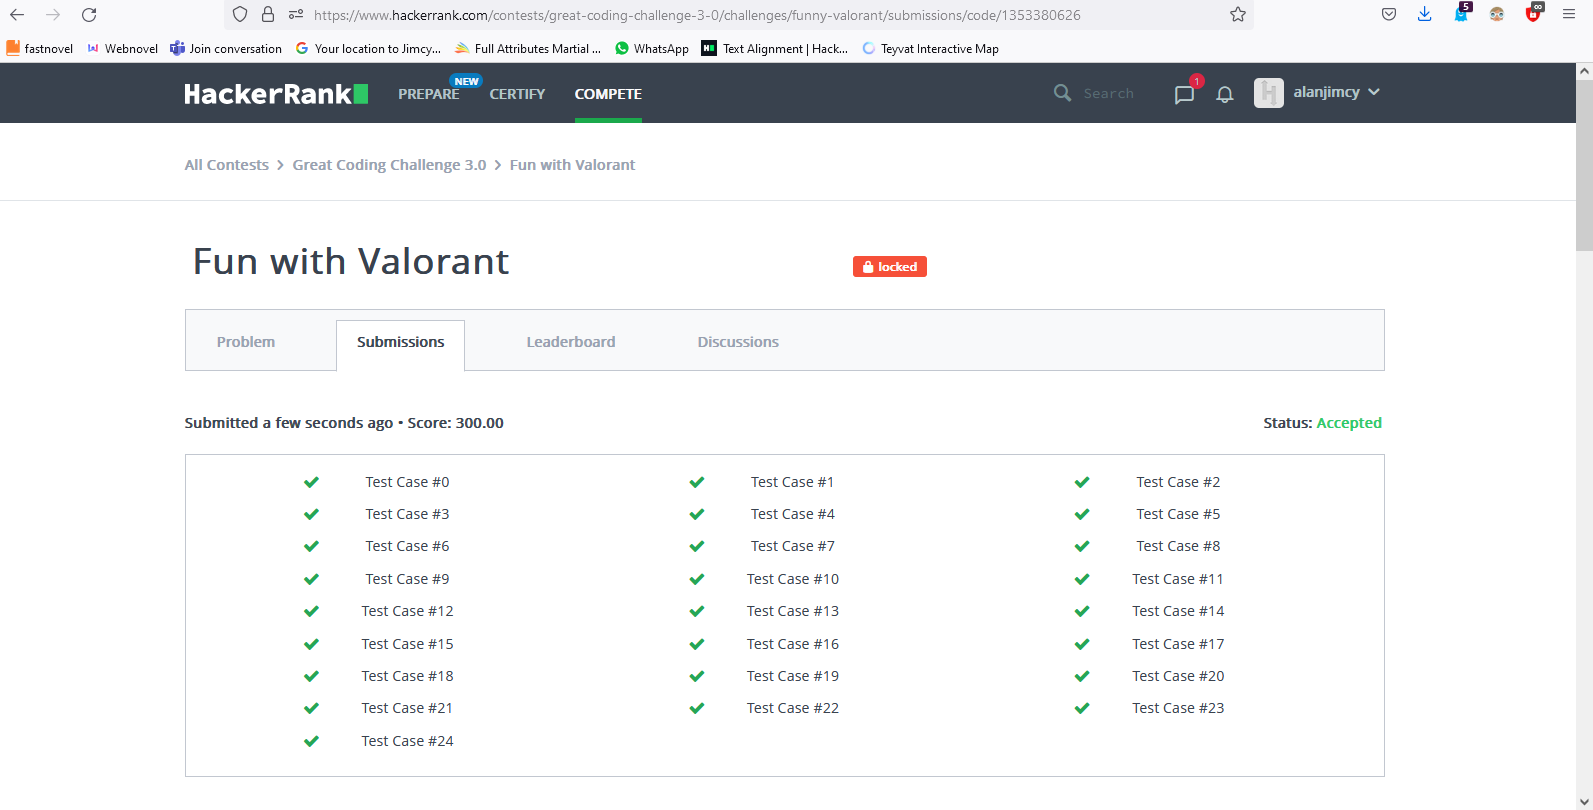 https://www.hackerrank.com/contests/great-coding-challenge-3-0/challenges/funny-valorant/submissions/code/1353380626
5
∞
fastnovel Webnovel Join conversation Your location to Jimcy... Full Attributes Martial ... WhatsApp Text Alignment | Hack... Teyvat Interactive Map
HackerRank PREPARE NEW CERTIFY COMPETE Search 1 alanjimcy
All Contests > Great Coding Challenge 3.0 > Fun with Valorant
Fun with Valorant locked
Problem Submissions Leaderboard Discussions
Submitted a few seconds ago • Score: 300.00 Status: Accepted
Test Case #0 Test Case #1 Test Case #2
Test Case #3 Test Case #4 Test Case #5
Test Case #6 Test Case #7 Test Case #8
Test Case #9 Test Case #10 Test Case #11
Test Case #12 Test Case #13 Test Case #14
Test Case #15 Test Case #16 Test Case #17
Test Case #18 Test Case #19 Test Case #20
Test Case #21 Test Case #22 Test Case #23
Test Case #24